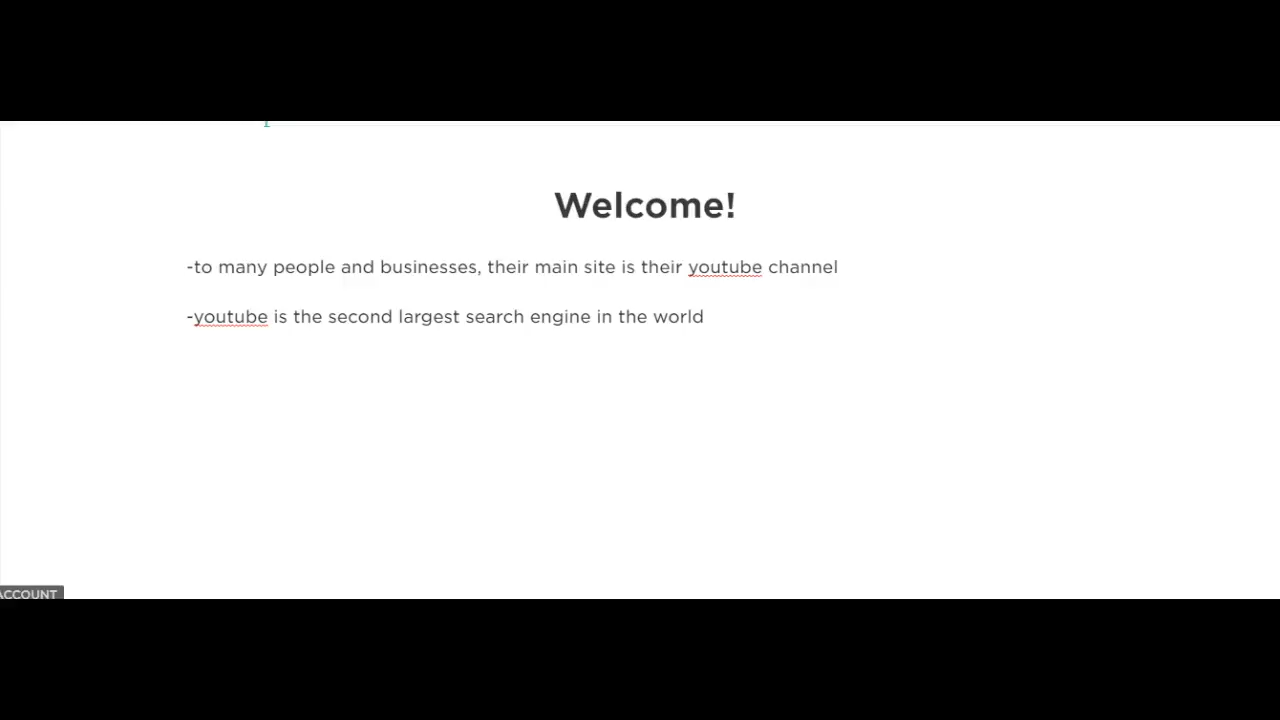 Welcome!
-to many people and businesses, their main site is their youtube channel
-youtube is the second largest search engine in the world
ACCOUNT